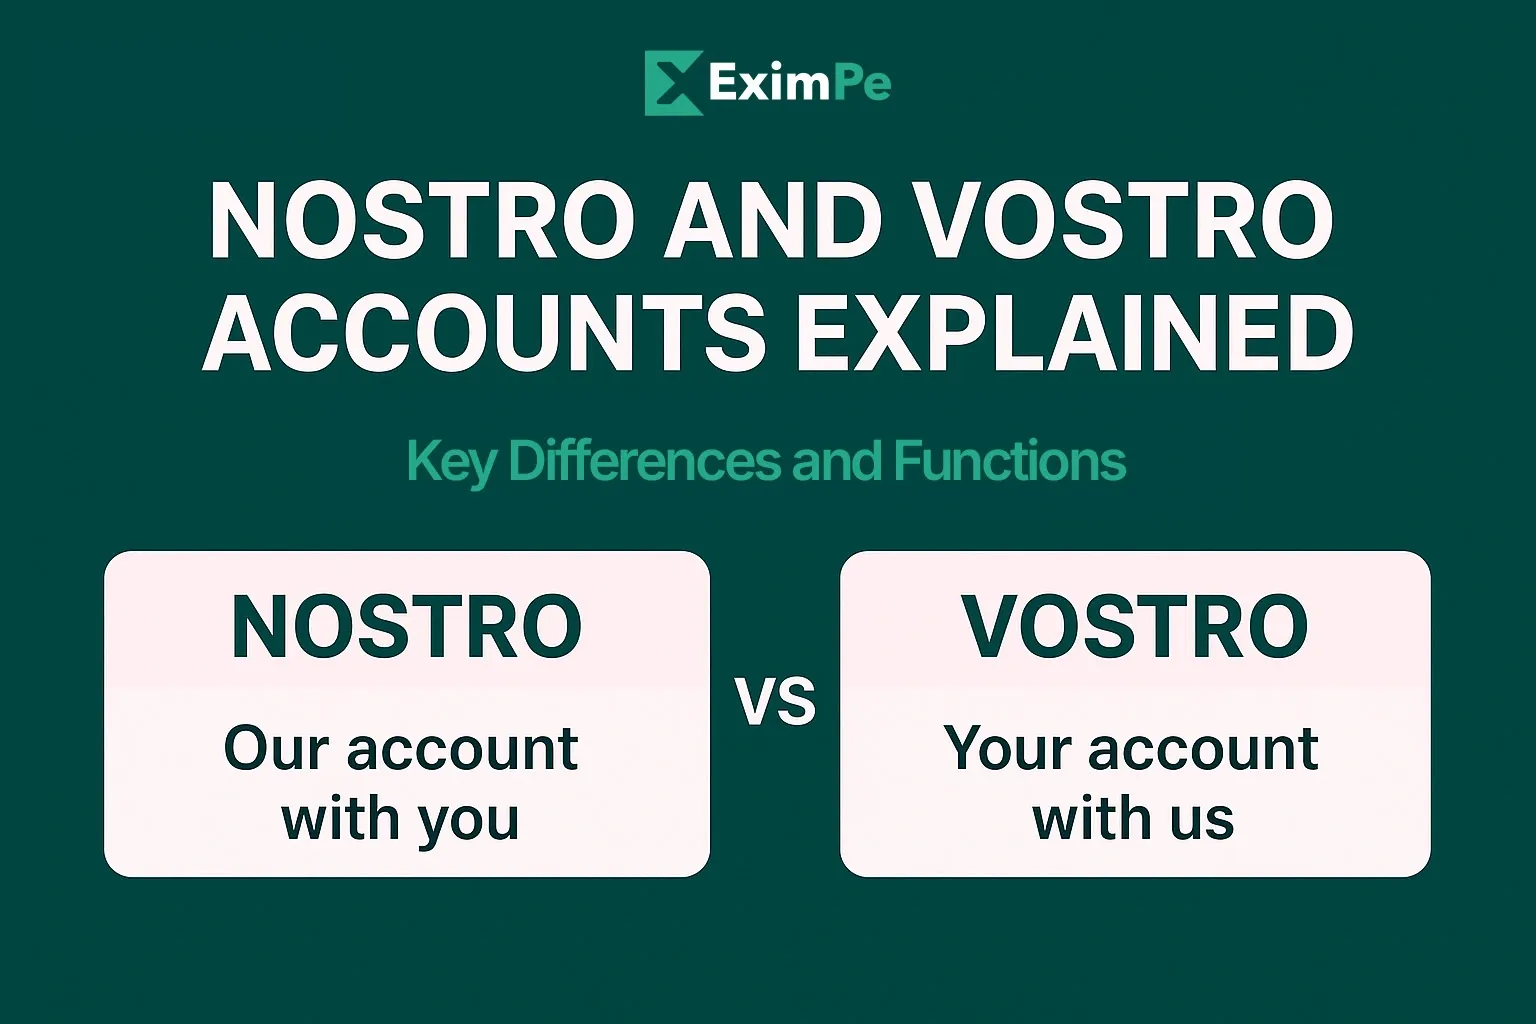 EximPe
NOSTRO AND VOSTRO
ACCOUNTS EXPLAINED
Key Differences and Functions
NOSTRO
Our account
with you
VS
VOSTRO
Your account
with us